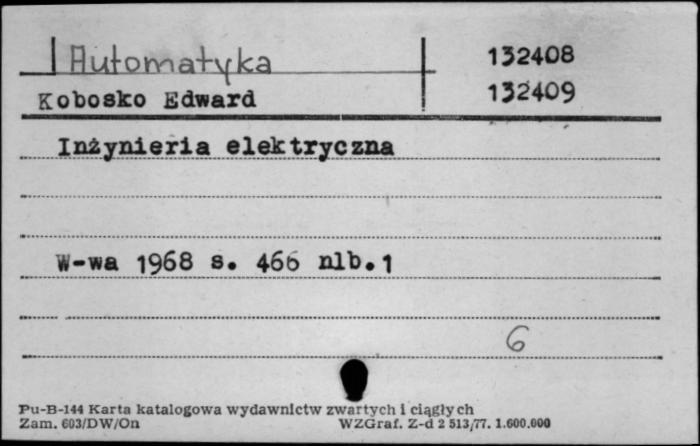 Automatyka 132408
Kobosko Edward 132409
Inżynieria elektryczna
W-wa 1968 s. 466 nlb.1
6
Pu-B-144 Karta katalogowa wydawnictw zwartych i ciągłych
Zam. 603/DW/On WZGraf. Z-d 2 513/77. 1.600.000